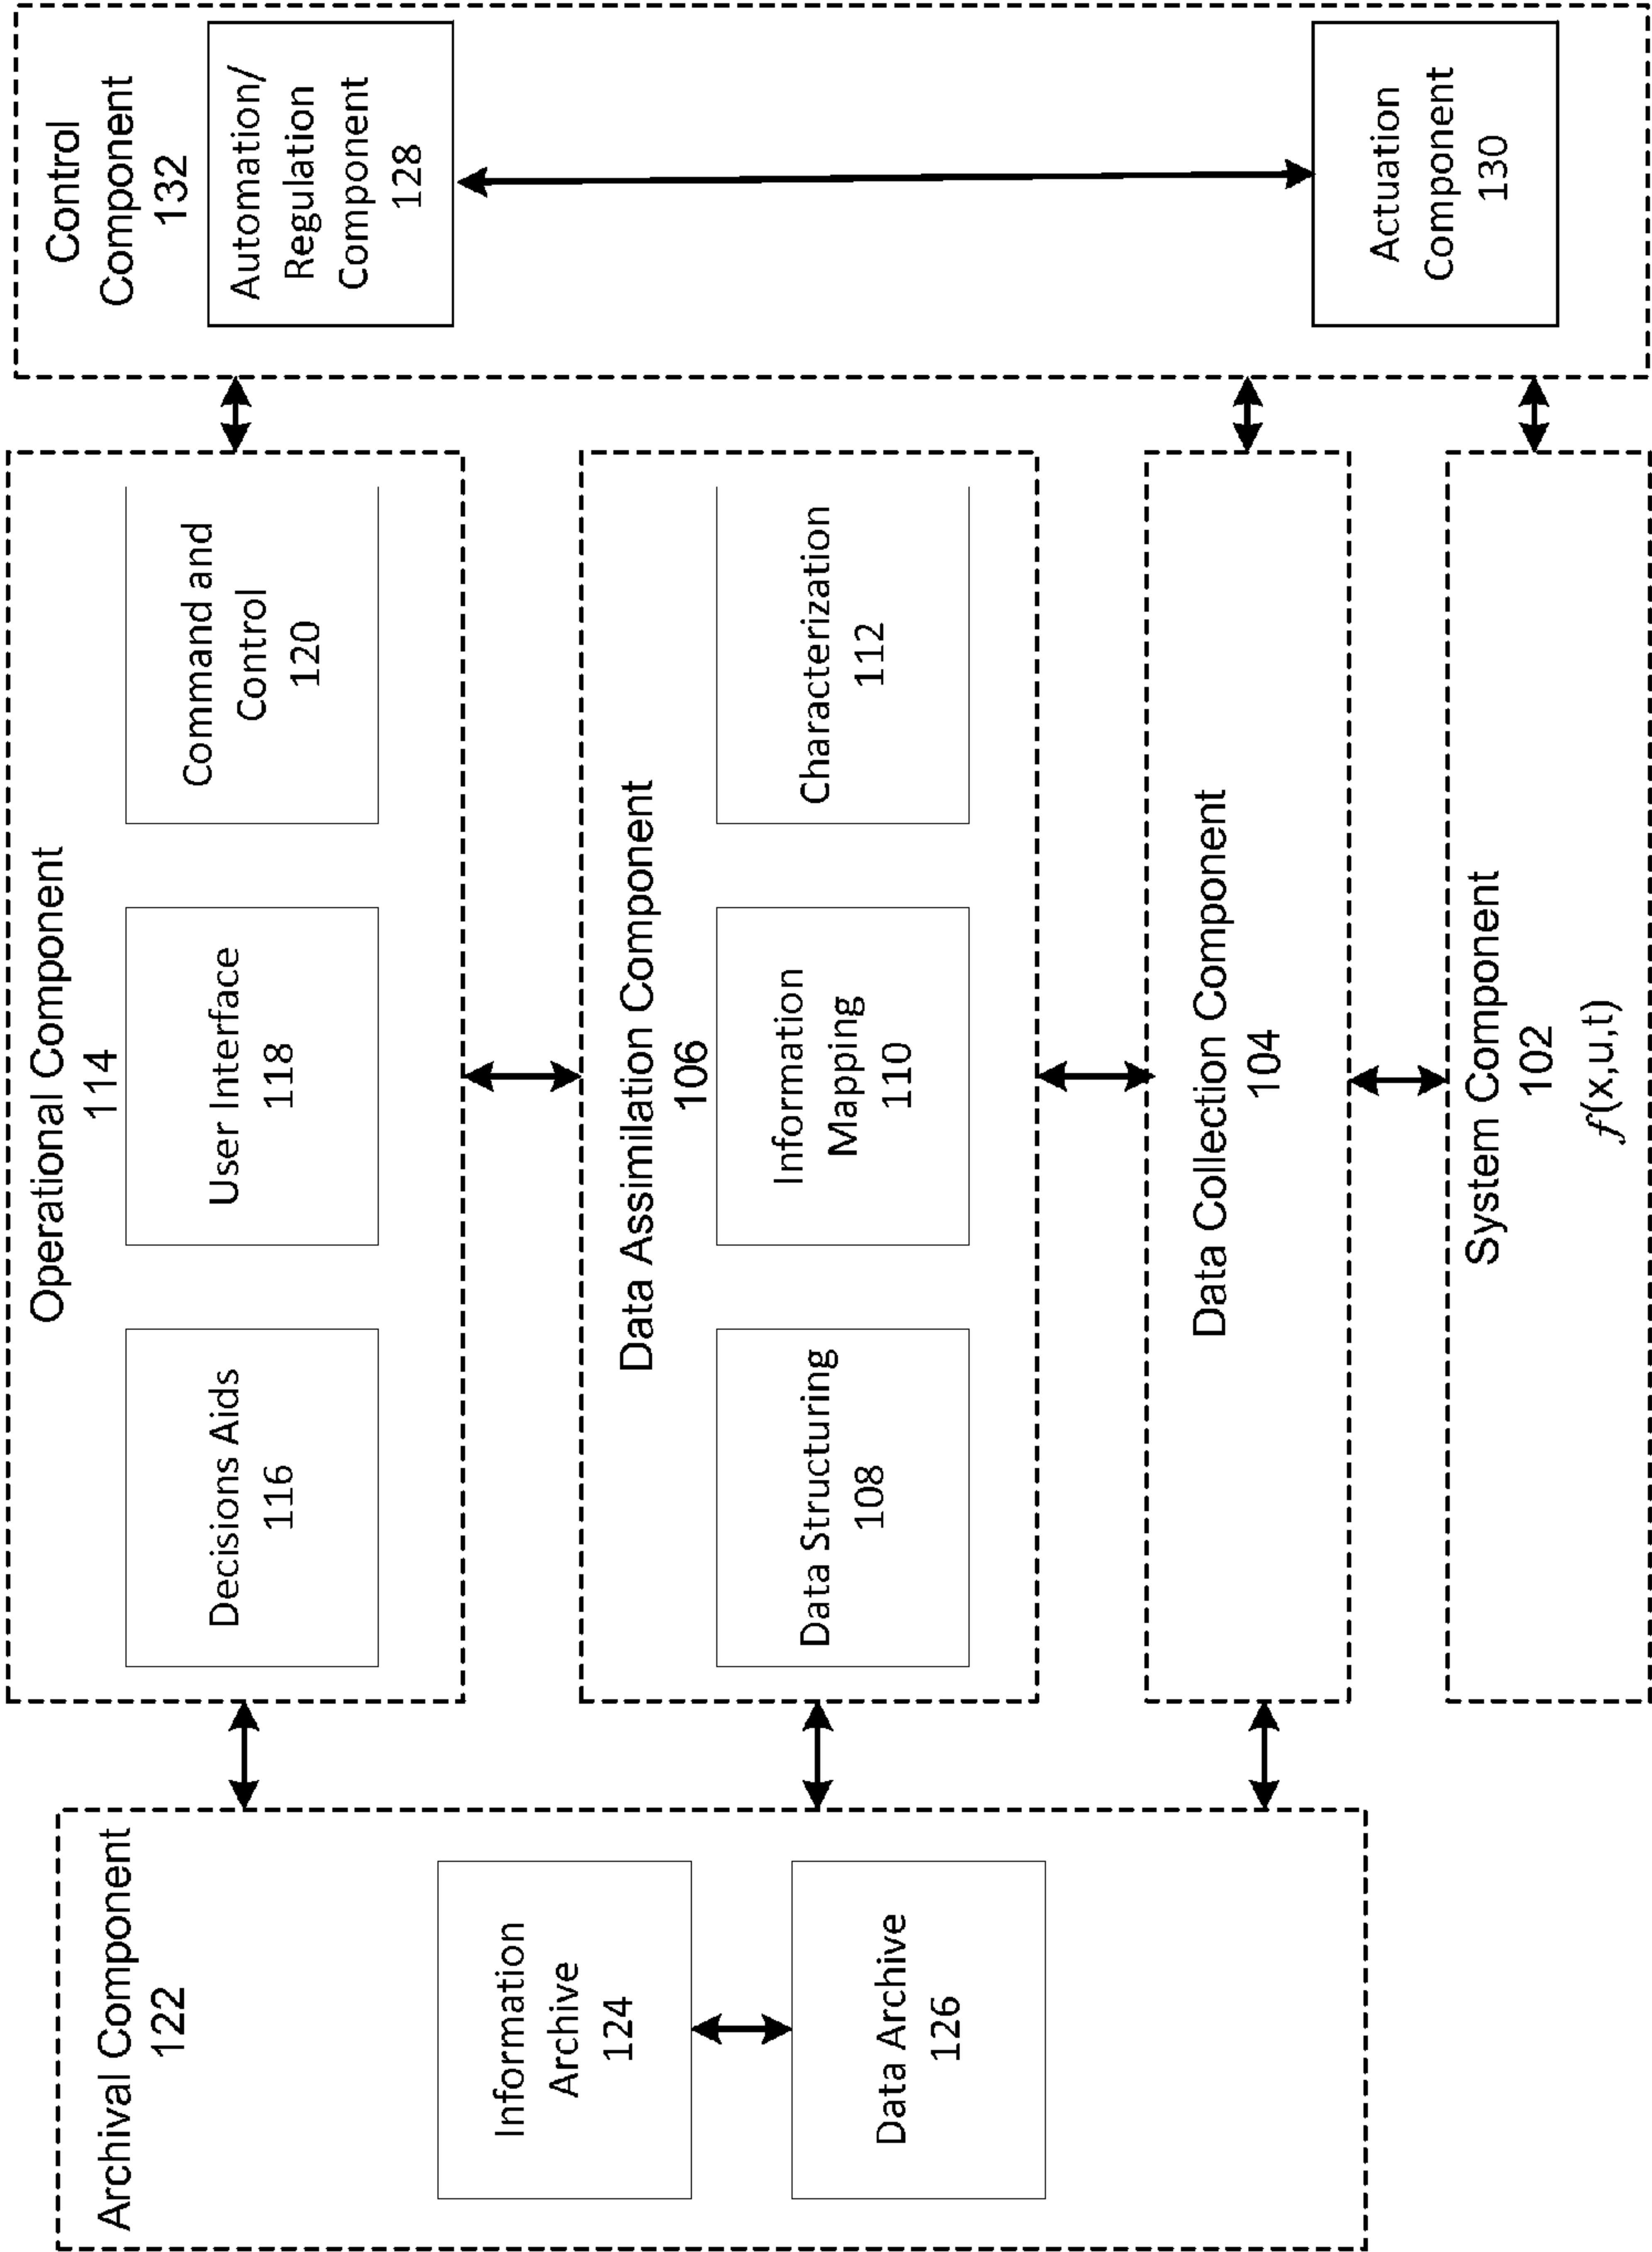 Archival Component
122
Information
Archive
124
Data Archive
126
Operational Component
114
Decisions Aids
116
User Interface
118
Command and
Control
120
Data Assimilation Component
106
Data Structuring
108
Information
Mapping
110
Characterization
112
Data Collection Component
104
System Component
102
f(x,u,t)
Control
Component
132
Automation/
Regulation
Component
128
Actuation
Component
130